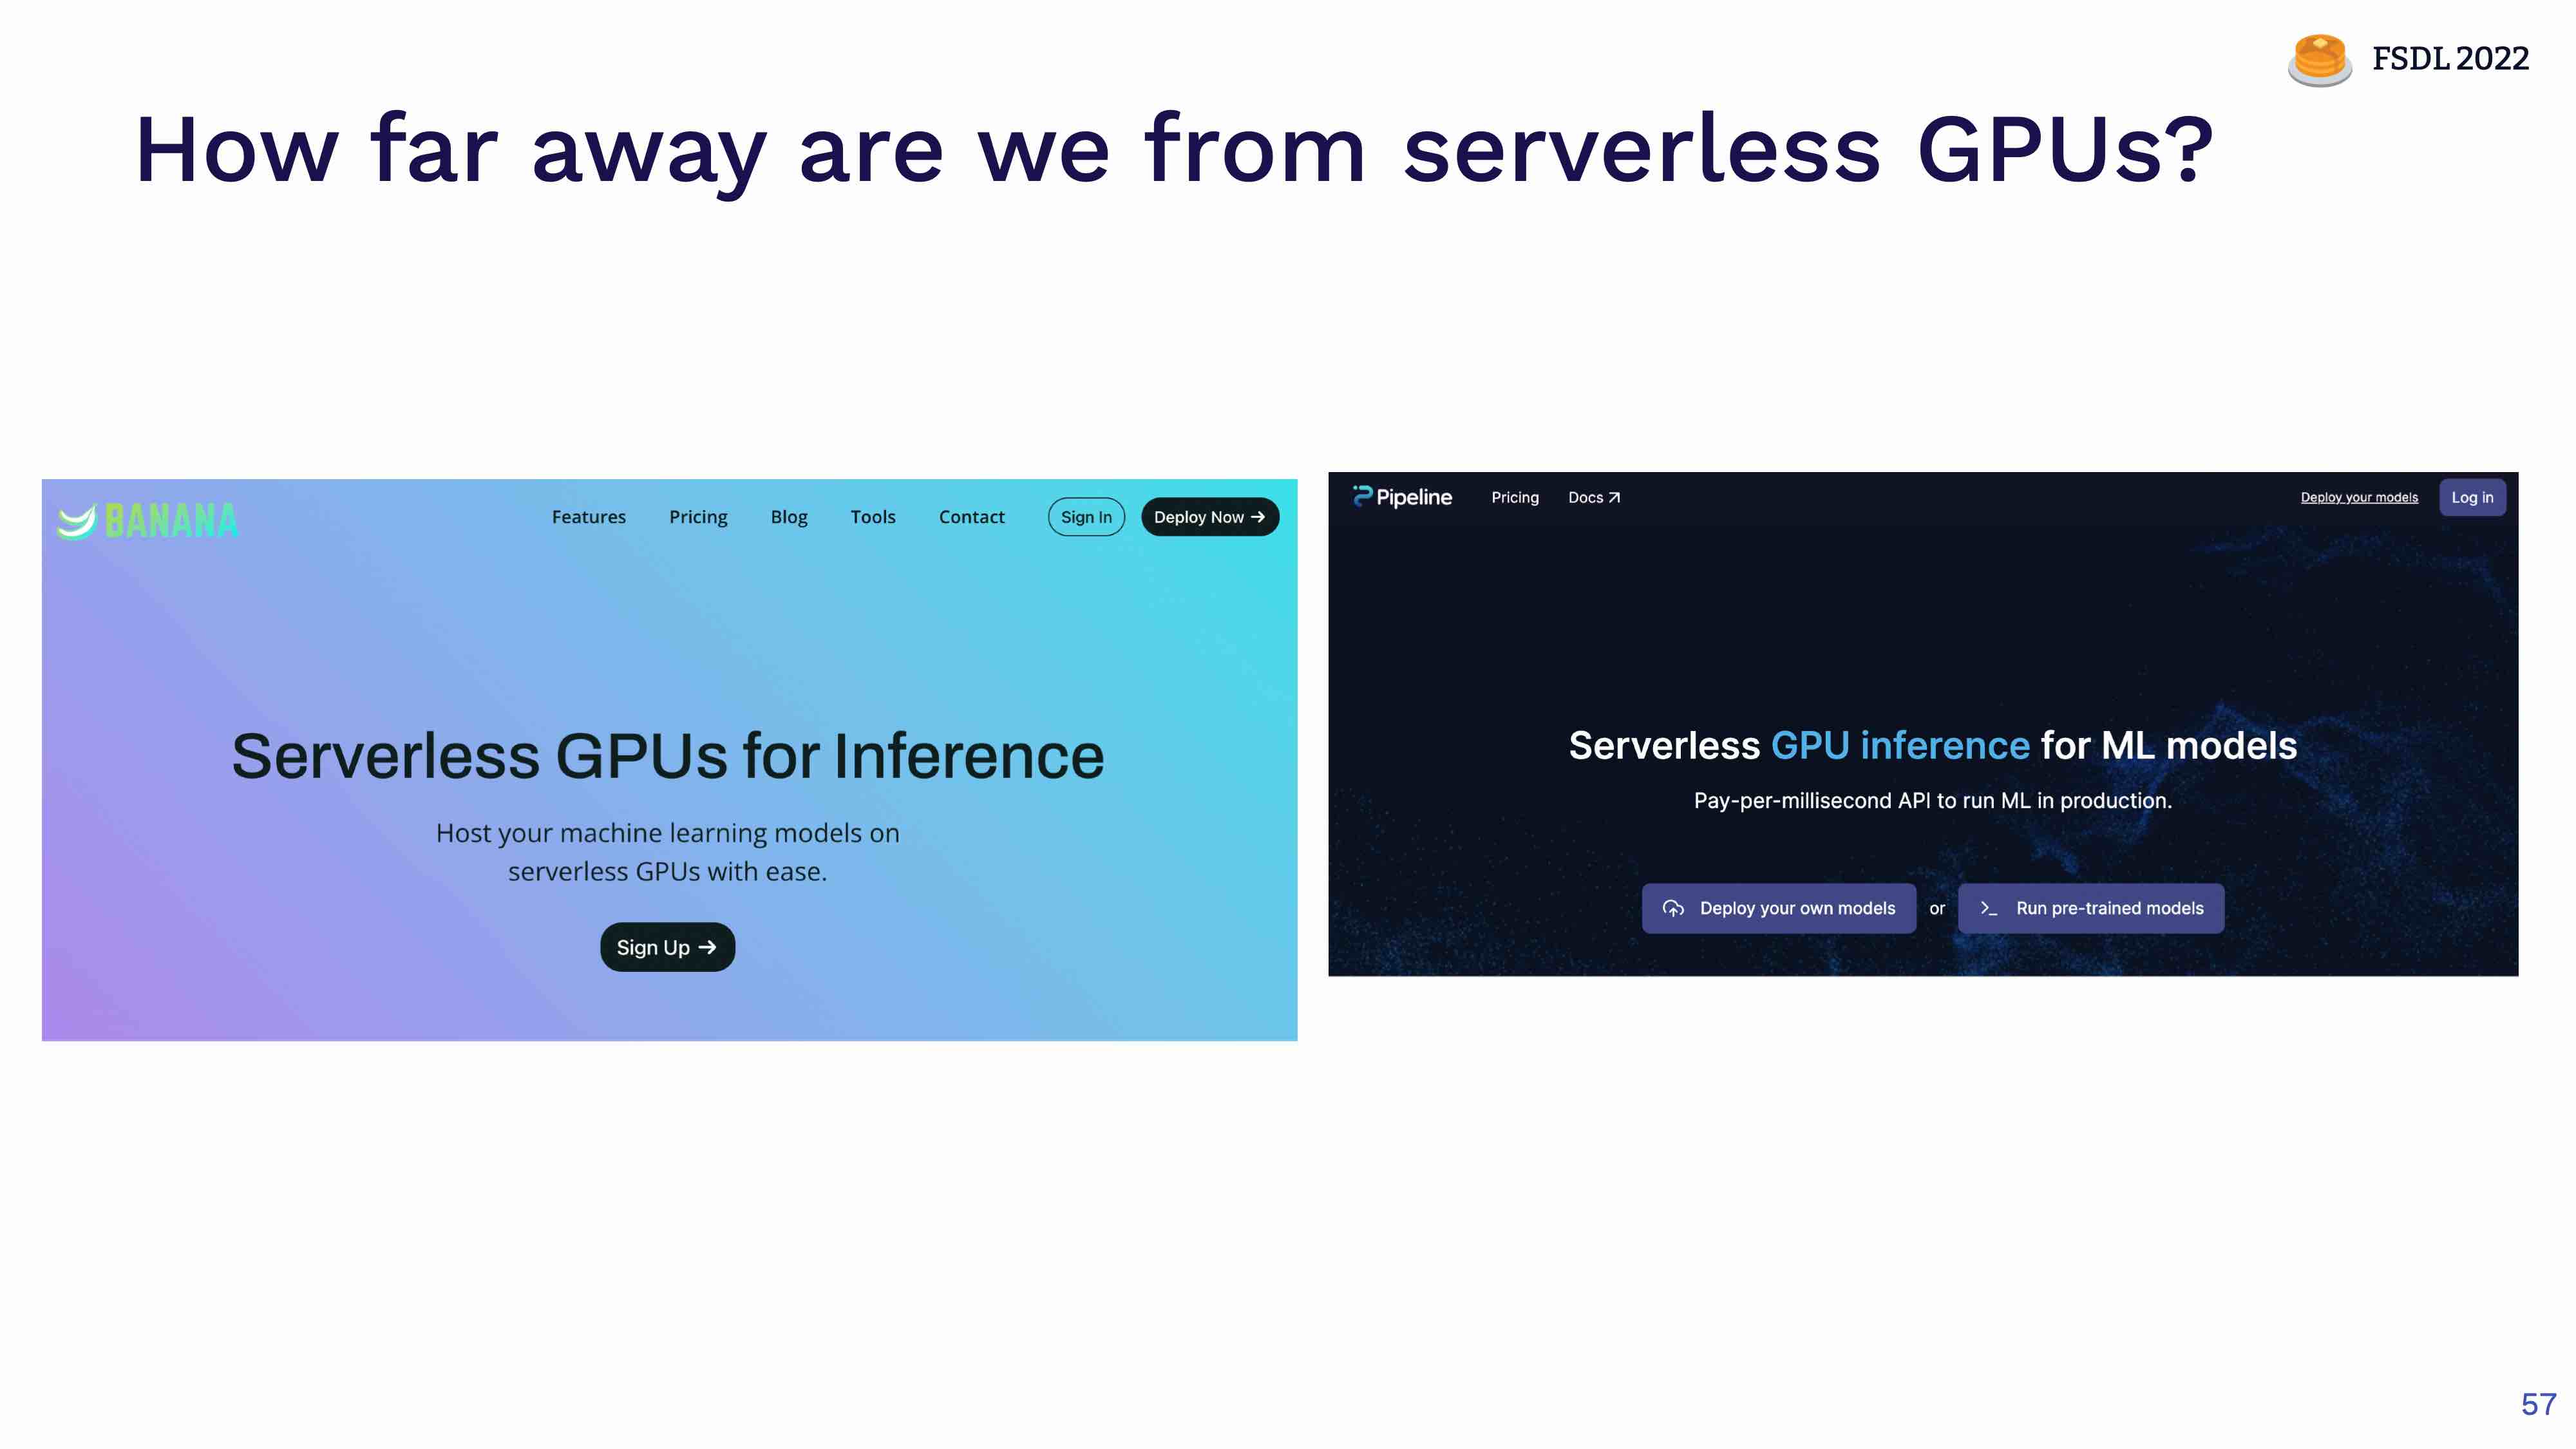 FSDL 2022
How far away are we from serverless GPUs?
BANANA
Features Pricing Blog Tools Contact Sign In Deploy Now →
Serverless GPUs for Inference
Host your machine learning models on
serverless GPUs with ease.
Sign Up →
Pipeline Pricing Docs ↗ Deploy your models Log in
Serverless GPU inference for ML models
Pay-per-millisecond API to run ML in production.
Deploy your own models or >_ Run pre-trained models
57